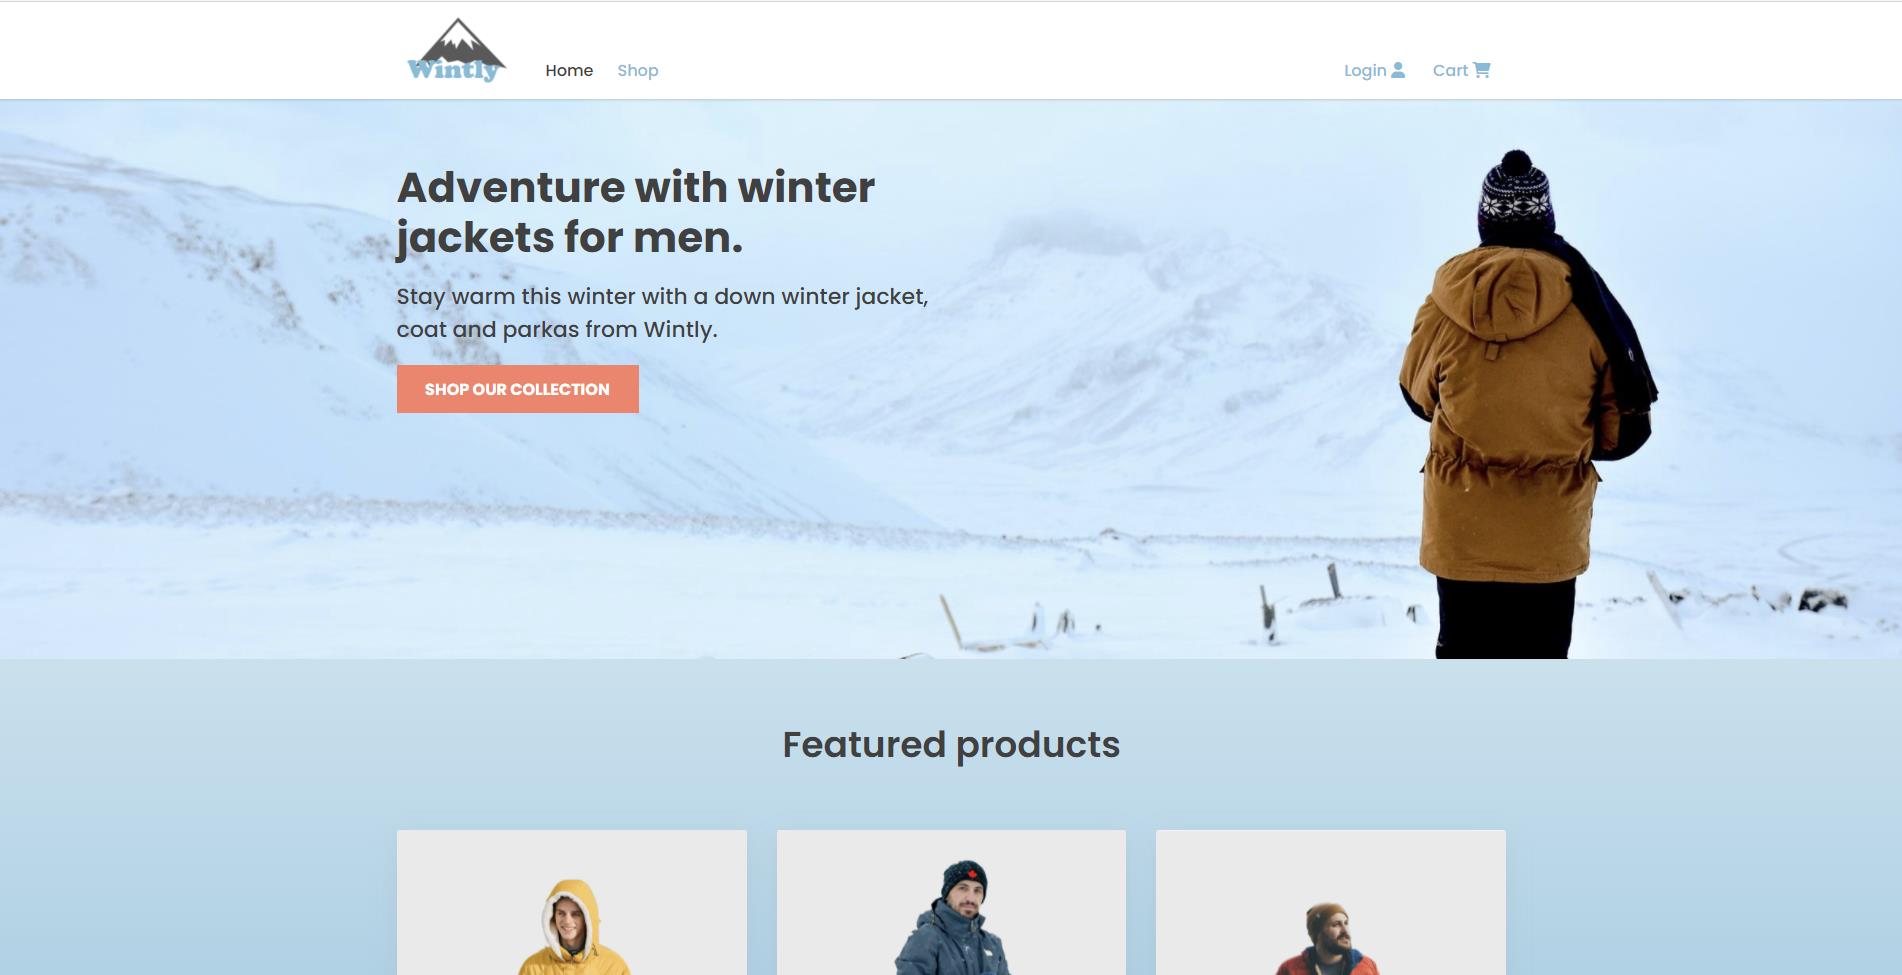 Wintly
Home
Shop
Login
Cart
Adventure with winter
jackets for men.
Stay warm this winter with a down winter jacket,
coat and parkas from Wintly.
SHOP OUR COLLECTION
Featured products